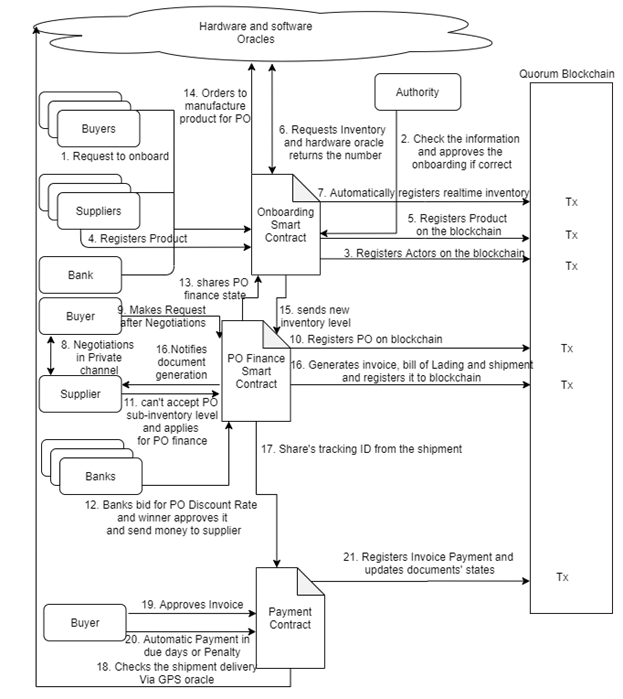 Hardware and software
Oracles
Quorum Blockchain
14. Orders to
manufacture
product for PO
Authority
Buyers
6. Requests Inventory
and hardware oracle
returns the number
2. Check the information
and approves the
onboarding if correct
1. Request to onboard
7. Automatically registers realtime inventory
Tx
Suppliers
Onboarding
Smart
Contract
5. Registers Product
on the blockchain
Tx
4. Registers Product
3. Registers Actors on the blockchain
Tx
Bank
13. shares PO
finance state
Buyer
9. Makes Request
after Negotiations
15. sends new
inventory level
10. Registers PO on blockchain
Tx
8. Negotiations
in Private
channel
16.Notifies
document
generation
PO Finance
Smart
Contract
16. Generates invoice, bill of Lading and shipment
and registers it to blockchain
Tx
Supplier
11. can't accept PO
sub-inventory level
and applies
for PO finance
17. Share's tracking ID from the shipment
Banks
12. Banks bid for PO Discount Rate
and winner approves it
and send money to supplier
21. Registers Invoice Payment and
updates documents' states
Tx
19. Approves Invoice
Buyer
Payment
Contract
20. Automatic Payment in
due days or Penalty
18. Checks the shipment delivery
Via GPS oracle